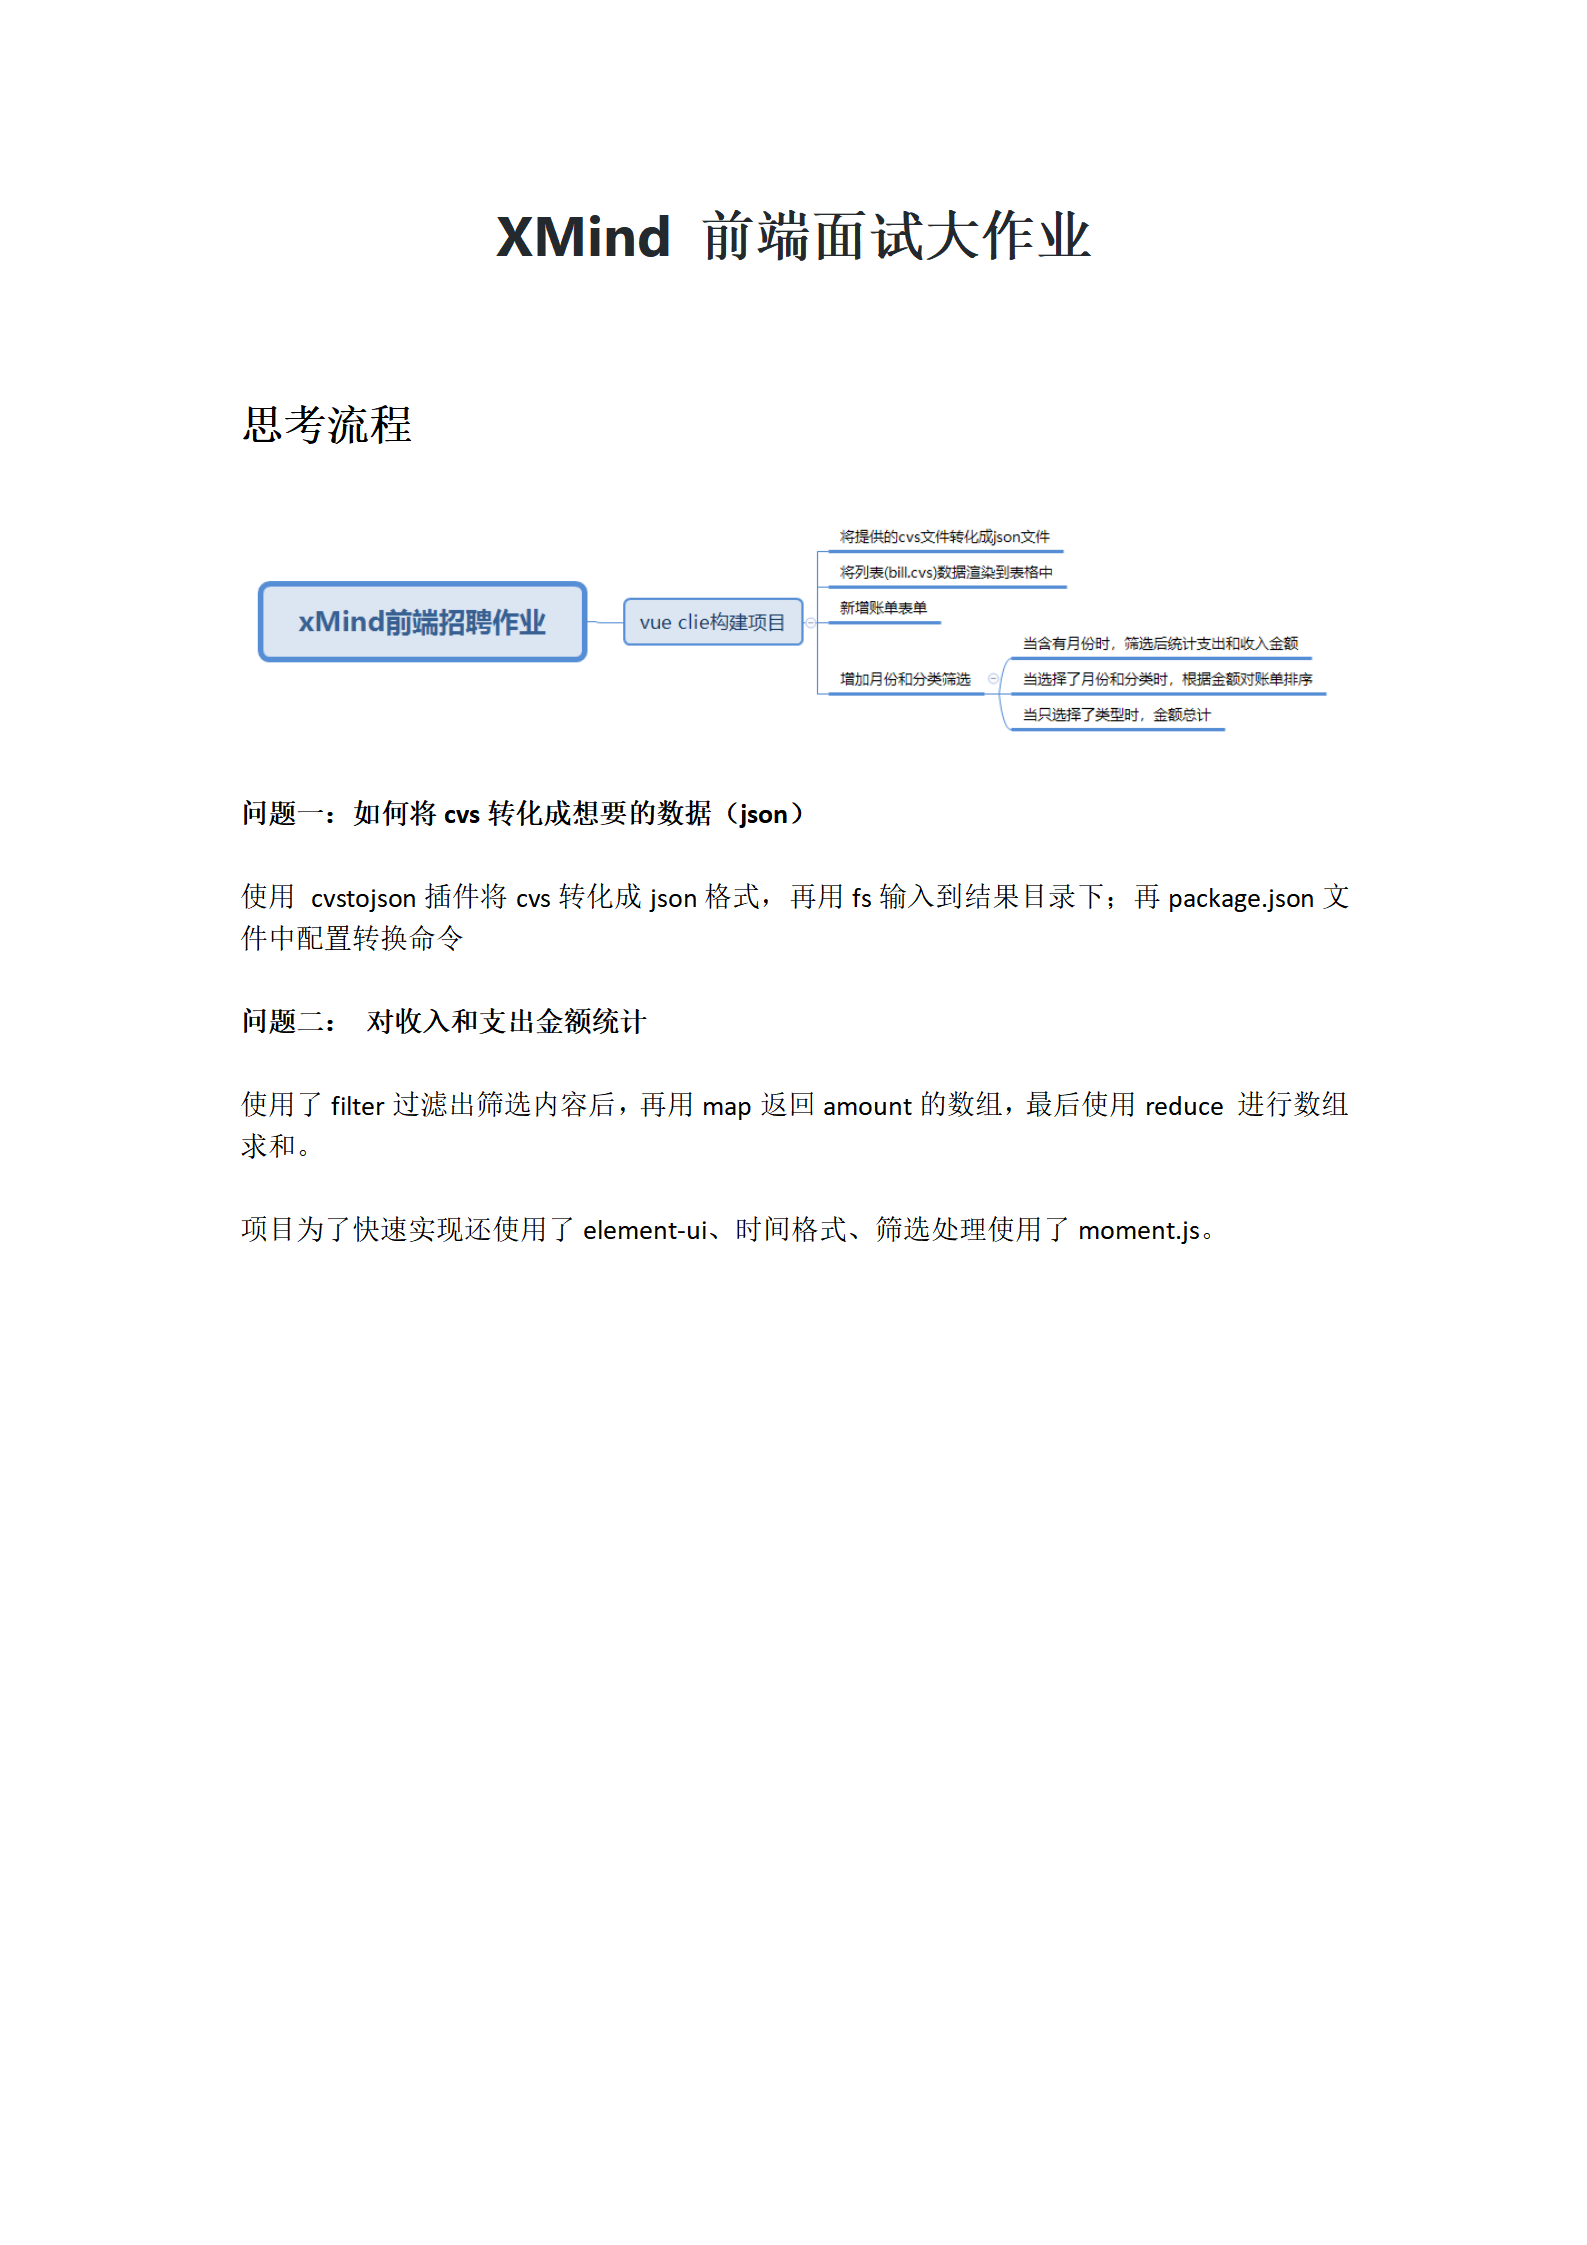 XMind 前端面试大作业
思考流程
将提供的cvs文件转化成json文件
将列表(bill.cvs)数据渲染到表格中
xMind前端招聘作业
vue clie构建项目
新增账单表单
增加月份和分类筛选
当含有月份时，筛选后统计支出和收入金额
当选择了月份和分类时，根据金额对账单排序
当只选择了类型时，金额总计
问题一：如何将 cvs 转化成想要的数据（json）
使用 cvstojson 插件将 cvs 转化成 json 格式，再用 fs 输入到结果目录下；再 package.json 文
件中配置转换命令
问题二： 对收入和支出金额统计
使用了 filter 过滤出筛选内容后，再用 map 返回 amount 的数组，最后使用 reduce 进行数组
求和。
项目为了快速实现还使用了 element-ui、时间格式、筛选处理使用了 moment.js。